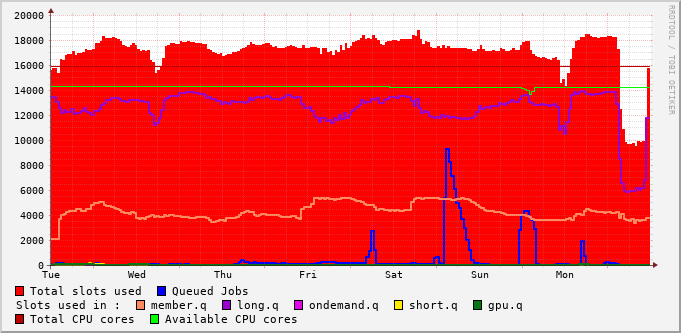 20000
18000
16000
14000
12000
10000
8000
6000
4000
2000
0
Tue Wed Thu Fri Sat Sun Mon
RRDTOOL / TOBI OETIKER
Total slots used Queued Jobs
Slots used in : member.q long.q ondemand.q short.q gpu.q
Total CPU cores Available CPU cores